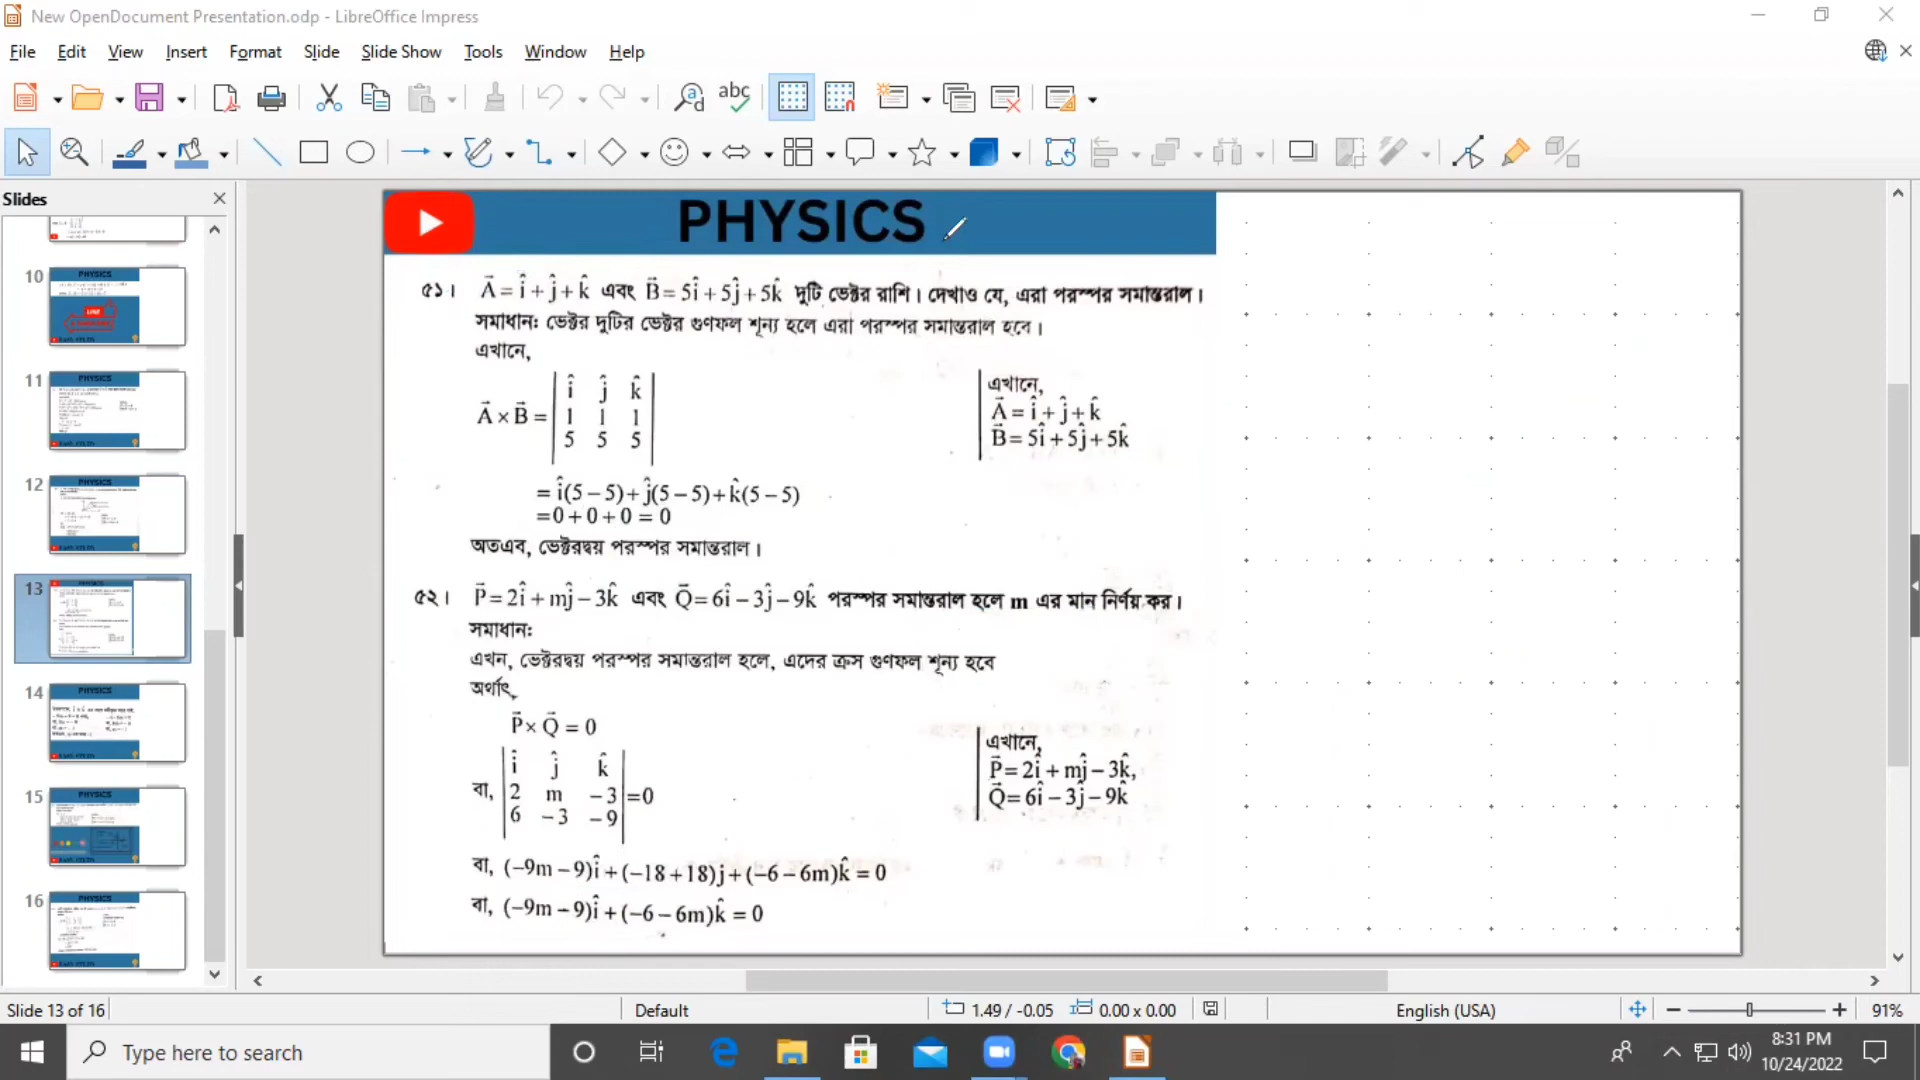 New OpenDocument Presentation.odp - LibreOffice Impress
File Edit View Insert Format Slide Slide Show Tools Window Help
Slides
10
11
12
13
14
15
16
PHYSICS
৫১। A⃗ = î + ĵ + k̂ এবং B⃗ = 5î + 5ĵ + 5k̂ দুটি ভেক্টর রাশি। দেখাও যে, এরা পরস্পর সমান্তরাল।
সমাধানঃ ভেক্টর দুটির ভেক্টর গুণফল শূন্য হলে এরা পরস্পর সমান্তরাল হবে।
এখানে,
A⃗ × B⃗ =
î ĵ k̂
1 1 1
5 5 5
এখানে,
A⃗ = î + ĵ + k̂
B⃗ = 5î + 5ĵ + 5k̂
= î(5 – 5) + ĵ(5 – 5) + k̂(5 – 5)
= 0 + 0 + 0 = 0
অতএব, ভেক্টরদ্বয় পরস্পর সমান্তরাল।
৫২। P⃗ = 2î + mĵ – 3k̂ এবং Q⃗ = 6î – 3ĵ – 9k̂ পরস্পর সমান্তরাল হলে m এর মান নির্ণয় কর।
সমাধানঃ
এখন, ভেক্টরদ্বয় পরস্পর সমান্তরাল হলে, এদের ক্রস গুণফল শূন্য হবে
অর্থাৎ,
P⃗ × Q⃗ = 0
î ĵ k̂
বা, 2 m –3 = 0
6 –3 –9
এখানে,
P⃗ = 2î + mĵ – 3k̂,
Q⃗ = 6î – 3ĵ – 9k̂
বা, (–9m – 9)î + (–18 + 18)j + (–6 – 6m)k̂ = 0
বা, (–9m – 9)î + (–6 – 6m)k̂ = 0
Slide 13 of 16
Default
1.49 / -0.05
0.00 x 0.00
English (USA)
91%
Type here to search
8:31 PM
10/24/2022